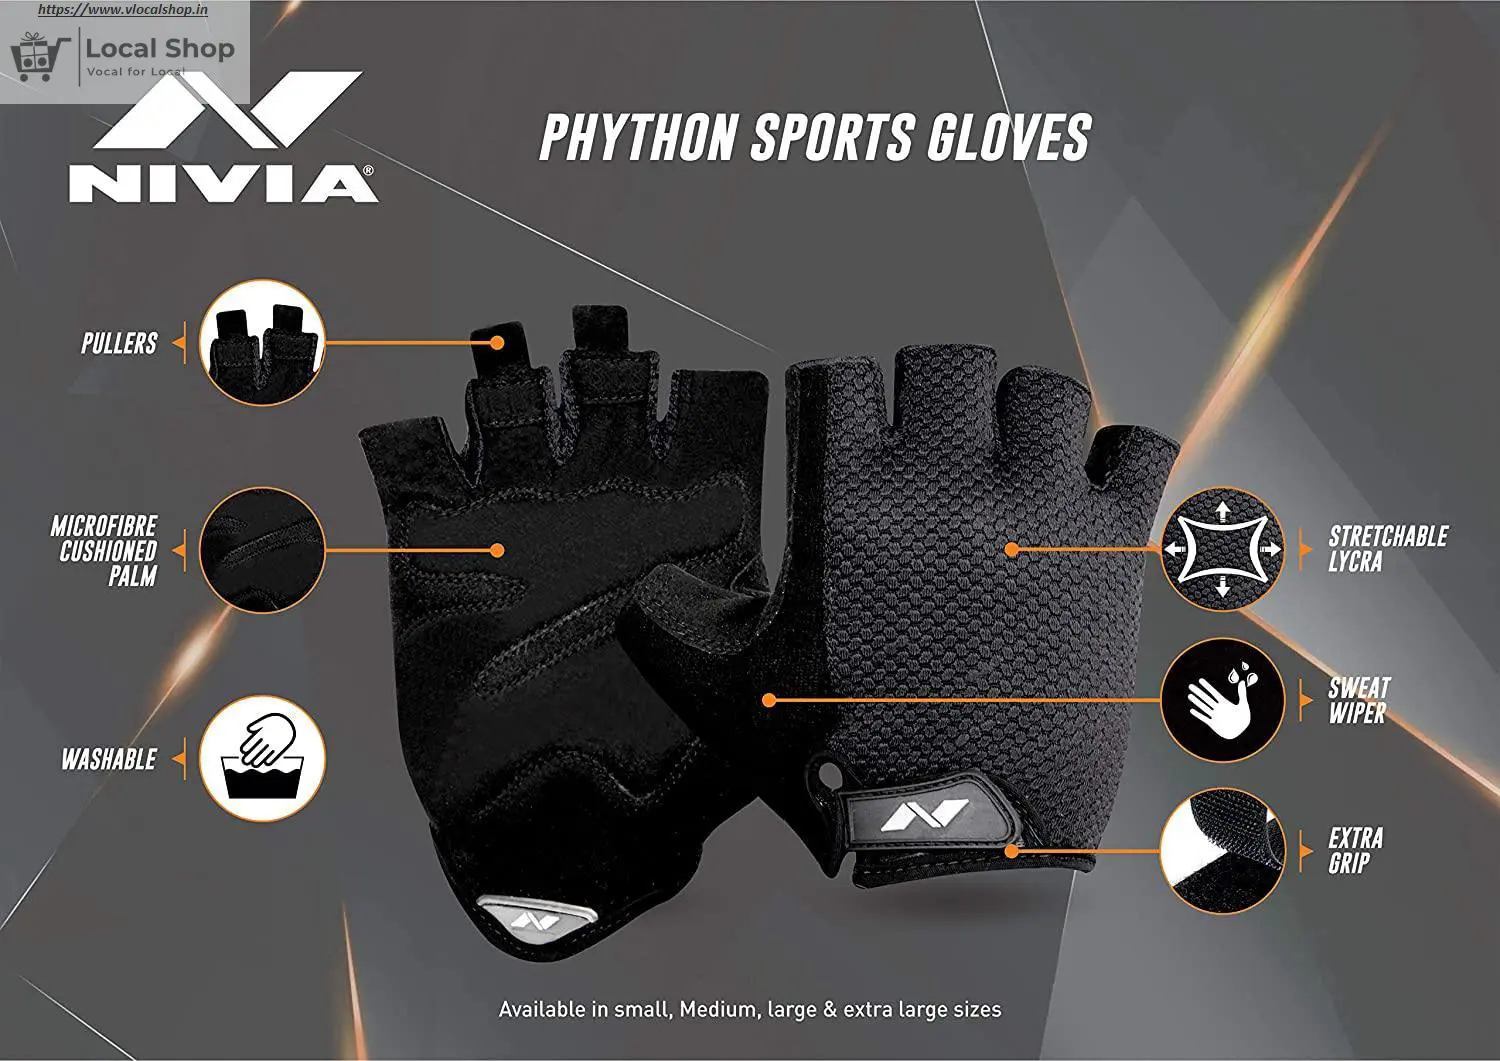 https://www.vlocalshop.in
Local Shop
Vocal for Local
NIVIA®
PHYTHON SPORTS GLOVES
PULLERS
MICROFIBRE
CUSHIONED
PALM
WASHABLE
STRETCHABLE
LYCRA
SWEAT
WIPER
EXTRA
GRIP
Available in small, Medium, large & extra large sizes